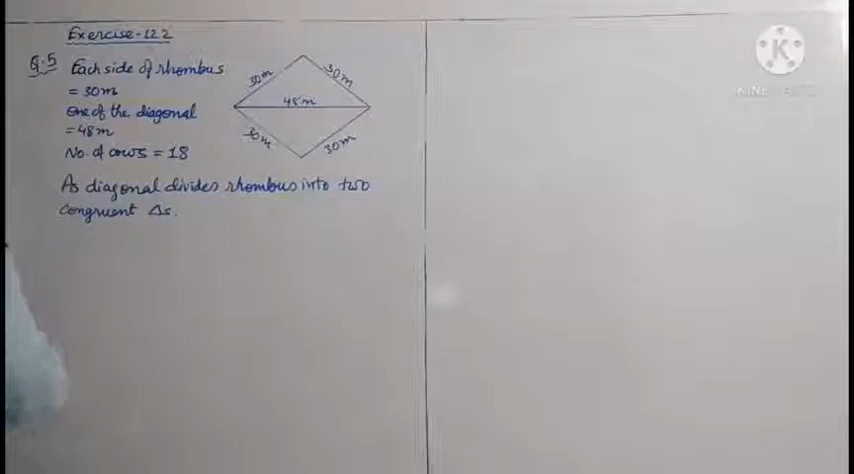 Exercise-12.2
Q.5 Each side of rhombus
= 30m
One of the diagonal
= 48m
No. of cows = 18
30m
30m
48m
30m
30m
As diagonal divides rhombus into two
congruent Δs.
K